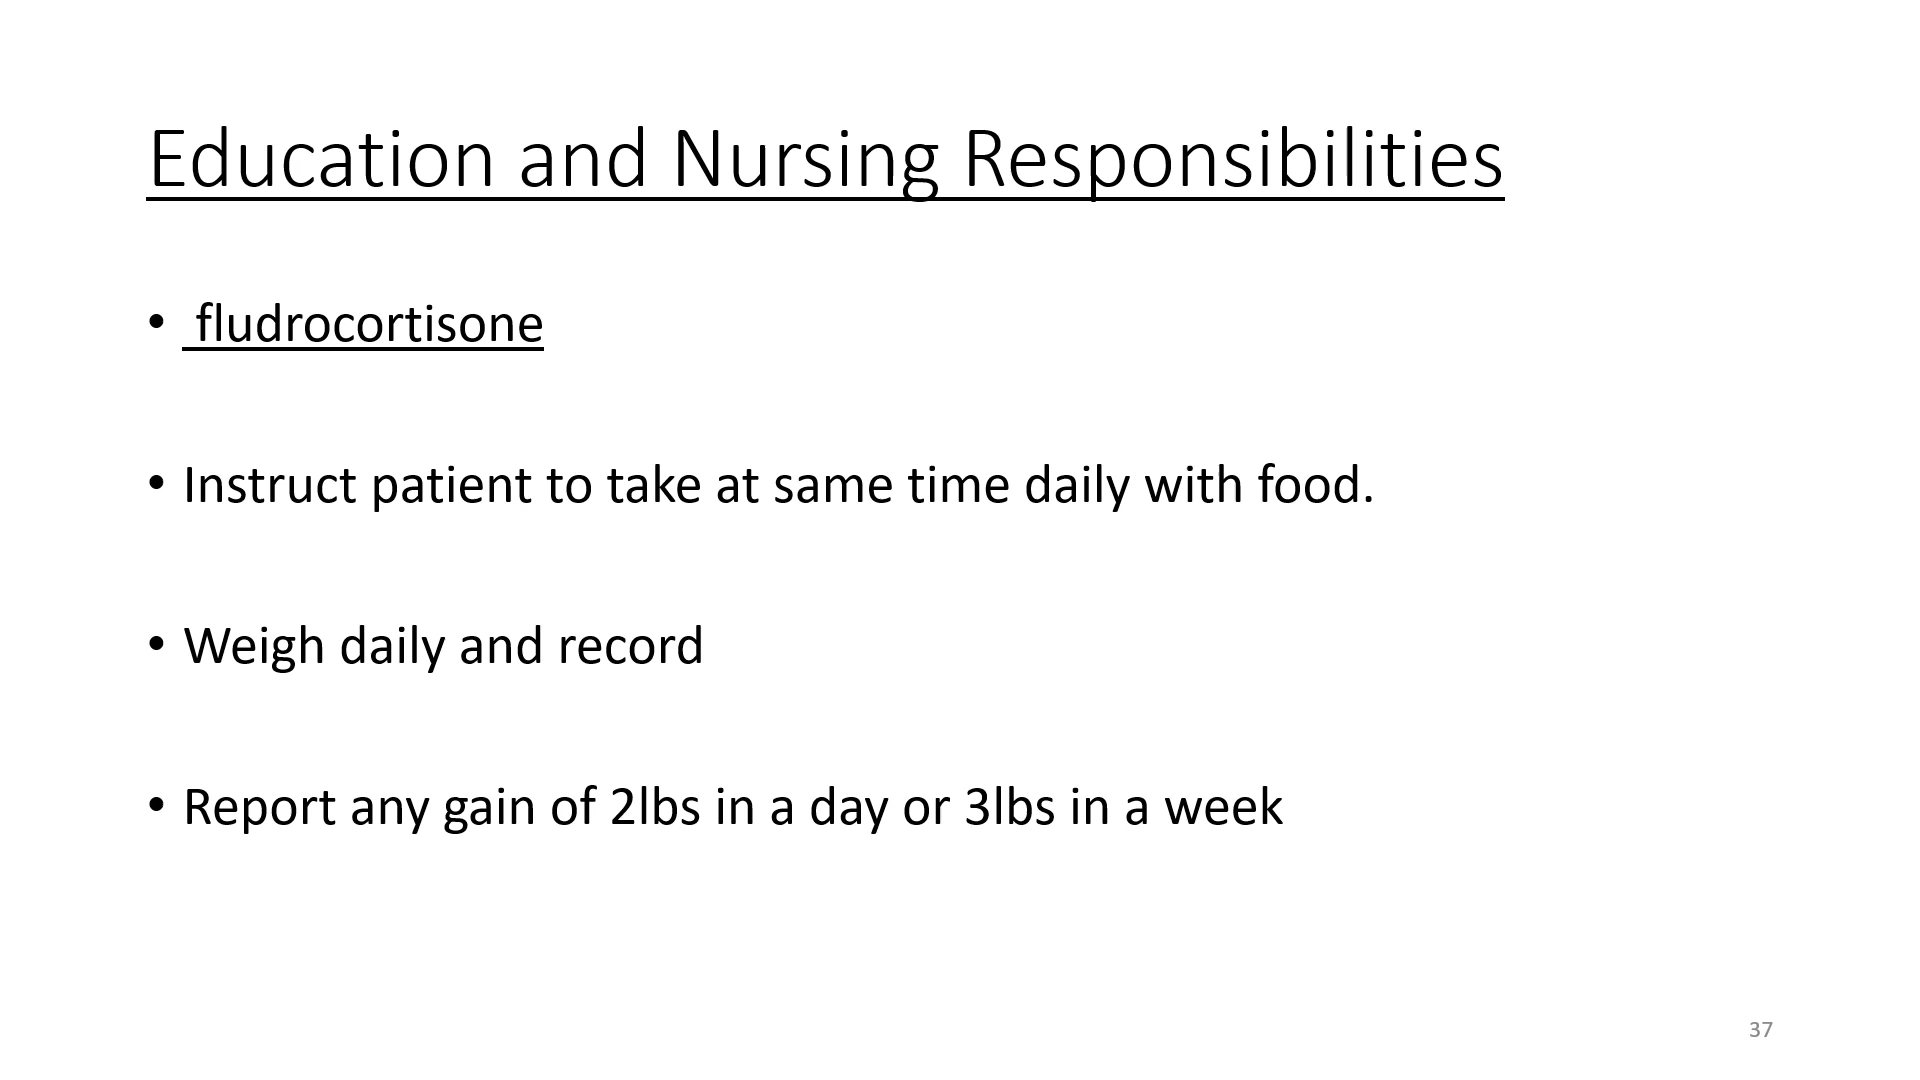 Education and Nursing Responsibilities
• fludrocortisone
• Instruct patient to take at same time daily with food.
• Weigh daily and record
• Report any gain of 2lbs in a day or 3lbs in a week
37